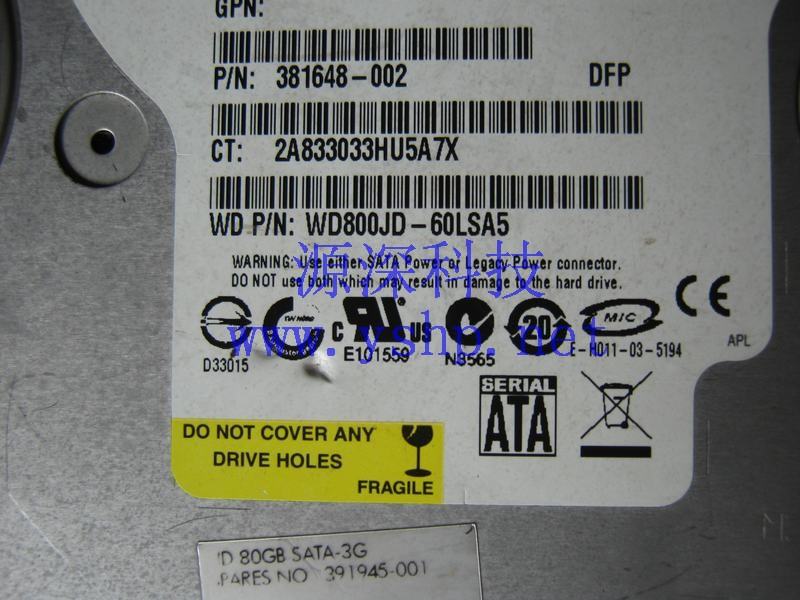 GPN:
P/N: 381648-002 DFP
CT: 2A833033HU5A7X
WD P/N: WD800JD-60LSA5
WARNING: Use either SATA Power or Legacy Power connector.
DO NOT use both which may result in damage to the hard drive.
源深科技
www.yshp.net
C US
20
MIC
CE
D33015
TUV NORD
E101559
N3565
E-H011-03-5194
APL
SERIAL
ATA
DO NOT COVER ANY
DRIVE HOLES
FRAGILE
D 80GB SATA-3G
PARES NO 391945-001